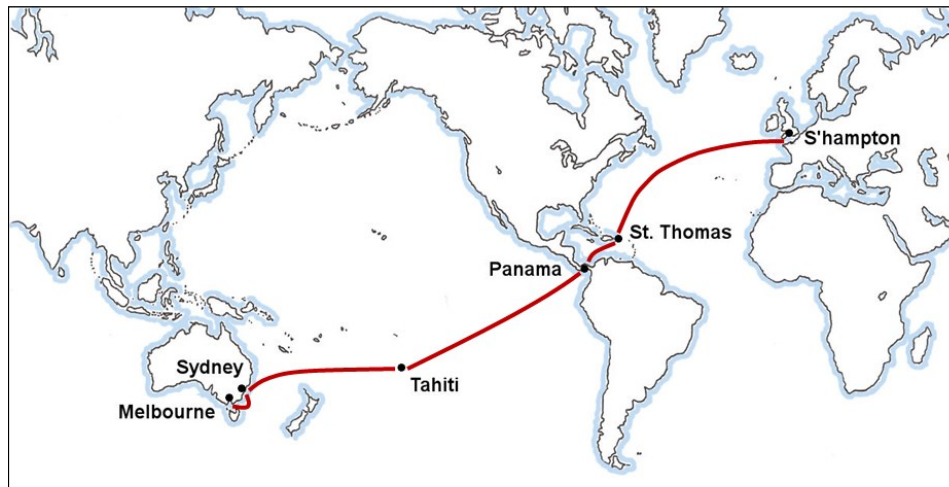 S'hampton
St. Thomas
Panama
Sydney
Tahiti
Melbourne